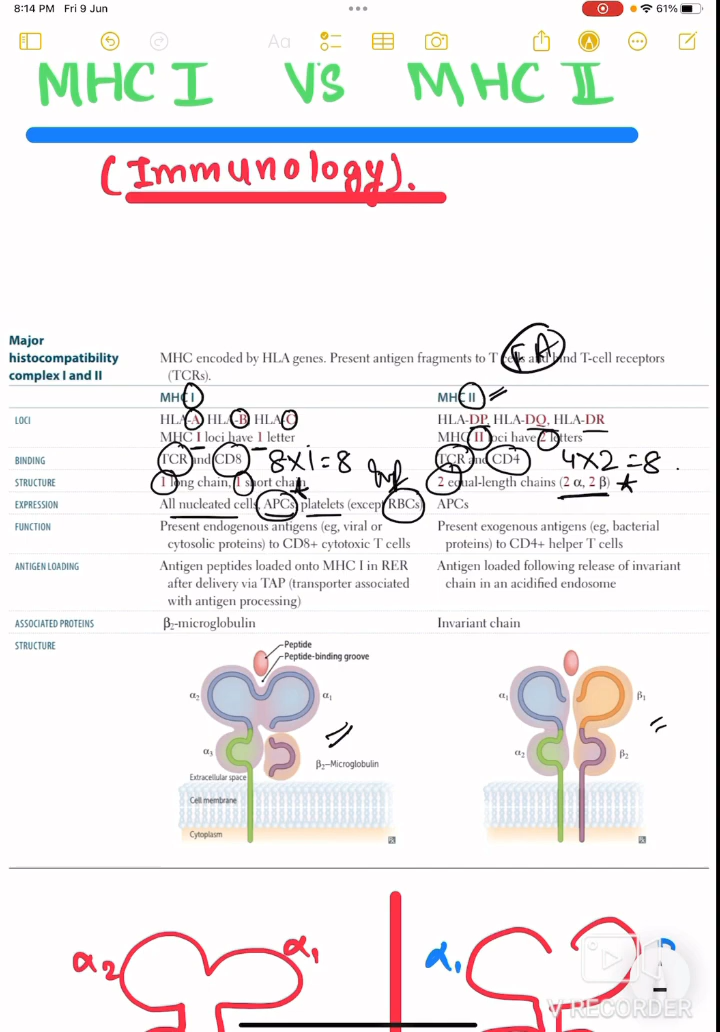 8:14 PM Fri 9 Jun
61%
Aa
MHC I VS MHC II
(Immunology).
FA
Major
histocompatibility
complex I and II
MHC encoded by HLA genes. Present antigen fragments to T cells and bind T-cell receptors
(TCRs).
MHC I MHC II
LOCI HLA-A, HLA-B, HLA-C HLA-DP, HLA-DQ, HLA-DR
MHC I loci have 1 letter MHC II loci have 2 letters
BINDING TCR and CD8 8x1=8 TCR and CD4 4x2=8.
STRUCTURE 1 long chain, 1 short chain 2 equal-length chains (2 α, 2 β)
EXPRESSION All nucleated cells, APCs, platelets (except RBCs) APCs
FUNCTION Present endogenous antigens (eg, viral or Present exogenous antigens (eg, bacterial
cytosolic proteins) to CD8+ cytotoxic T cells proteins) to CD4+ helper T cells
ANTIGEN LOADING Antigen peptides loaded onto MHC I in RER Antigen loaded following release of invariant
after delivery via TAP (transporter associated chain in an acidified endosome
with antigen processing)
ASSOCIATED PROTEINS β₂-microglobulin Invariant chain
STRUCTURE
Peptide
Peptide-binding groove
α₂ α₁ α₁ β₁
α₃ β₂–Microglobulin α₂ β₂
Extracellular space
Cell membrane
Cytoplasm
α₂ α₁ α₁
V RECORDER